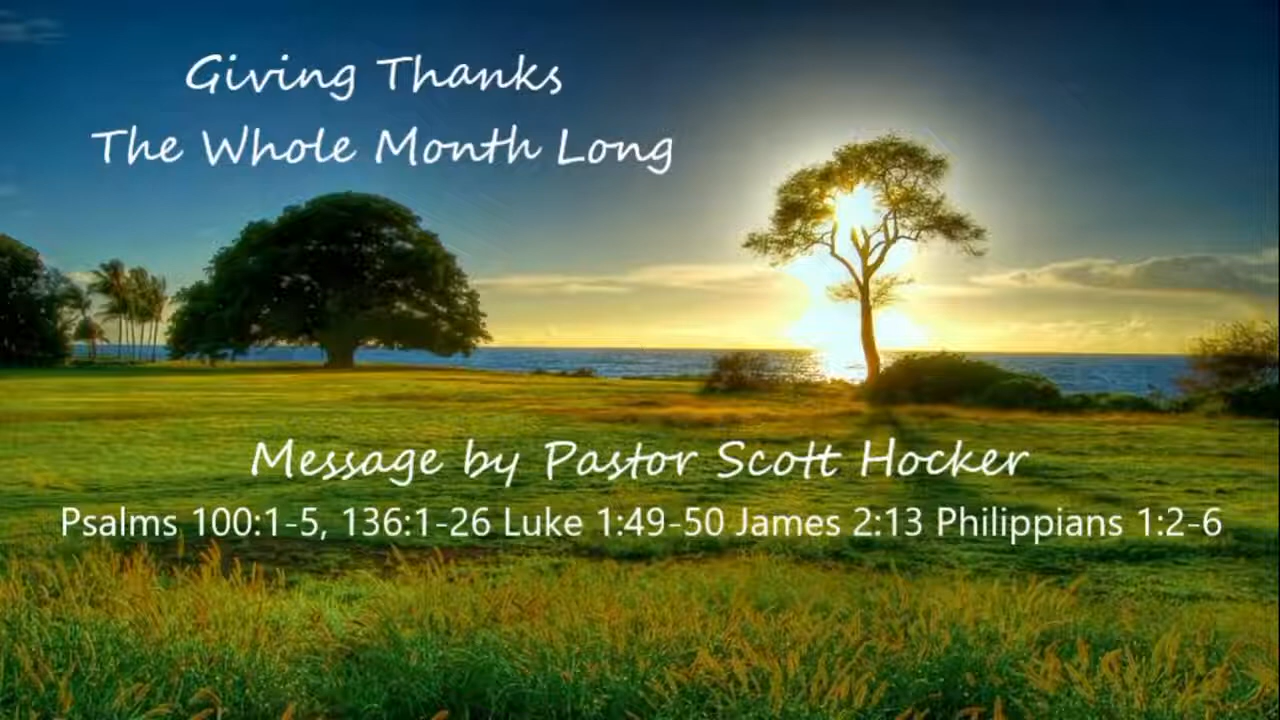 Giving Thanks
The Whole Month Long
Message by Pastor Scott Hocker
Psalms 100:1-5, 136:1-26 Luke 1:49-50 James 2:13 Philippians 1:2-6